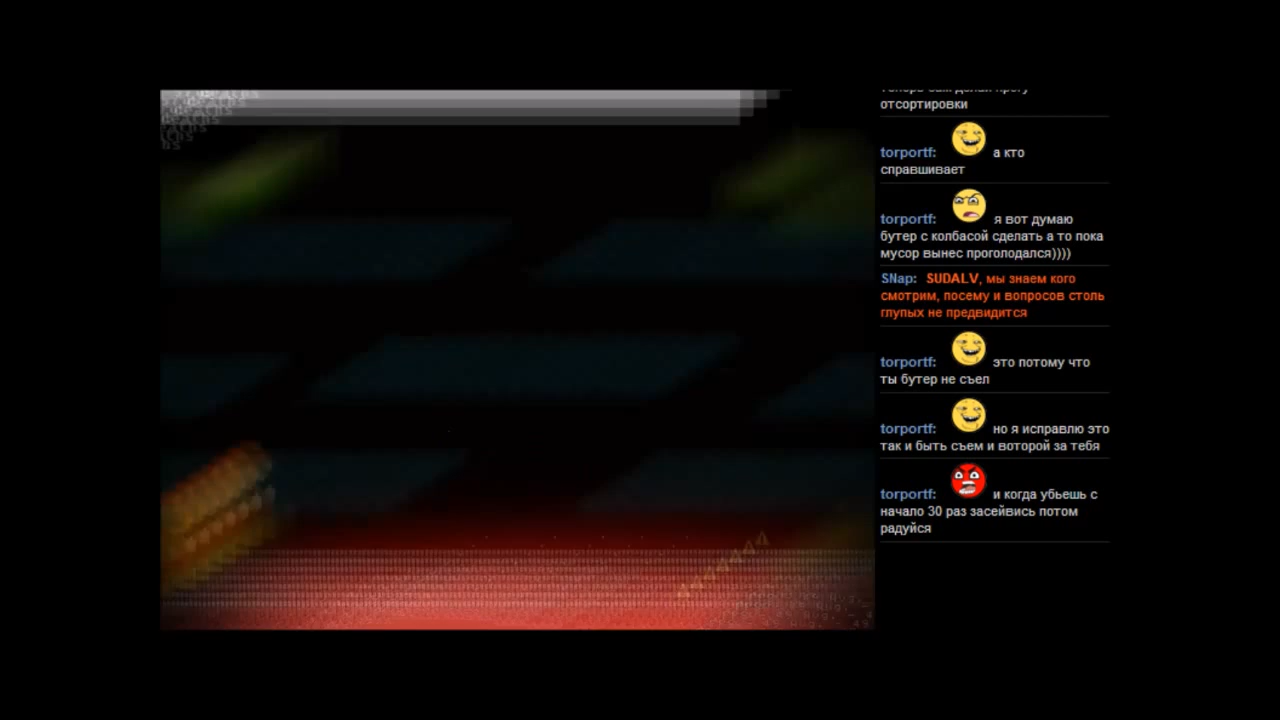 отсортировки
torportf: а кто
справшивает
torportf: я вот думаю
бутер с колбасой сделать а то пока
мусор вынес проголодался))))
SNap: SUDALV, мы знаем кого
смотрим, посему и вопросов столь
глупых не предвидится
torportf: это потому что
ты бутер не съел
torportf: но я исправлю это
так и быть съем и воторой за тебя
torportf: и когда убьешь с
начало 30 раз засейвись потом
радуйся